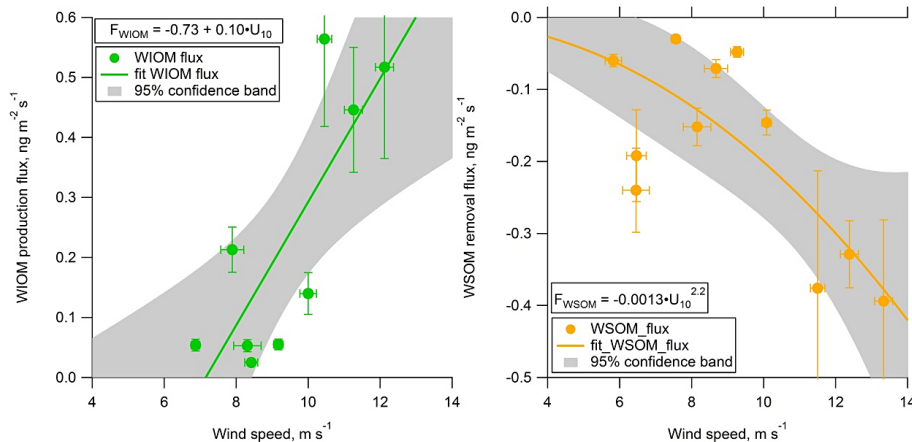 F_WIOM = -0.73 + 0.10•U_10
WIOM flux
fit WIOM flux
95% confidence band
WIOM production flux, ng m^-2 s^-1
0.6
0.5
0.4
0.3
0.2
0.1
0.0
4 6 8 10 12 14
Wind speed, m s^-1
WSOM removal flux, ng m^-2 s^-1
-0.0
-0.1
-0.2
-0.3
-0.4
-0.5
F_WSOM = -0.0013•U_10^2.2
WSOM_flux
fit_WSOM_flux
95% confidence band
4 6 8 10 12 14
Wind speed, m s^-1